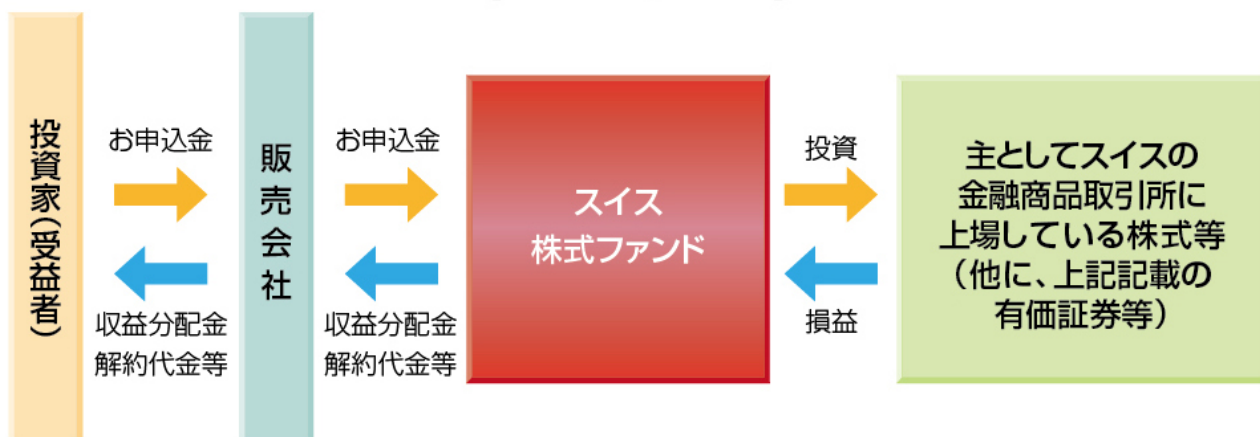 投資家(受益者)
お申込金
収益分配金
解約代金等
販売会社
お申込金
収益分配金
解約代金等
スイス
株式ファンド
投資
損益
主としてスイスの
金融商品取引所に
上場している株式等
(他に、上記記載の
有価証券等)